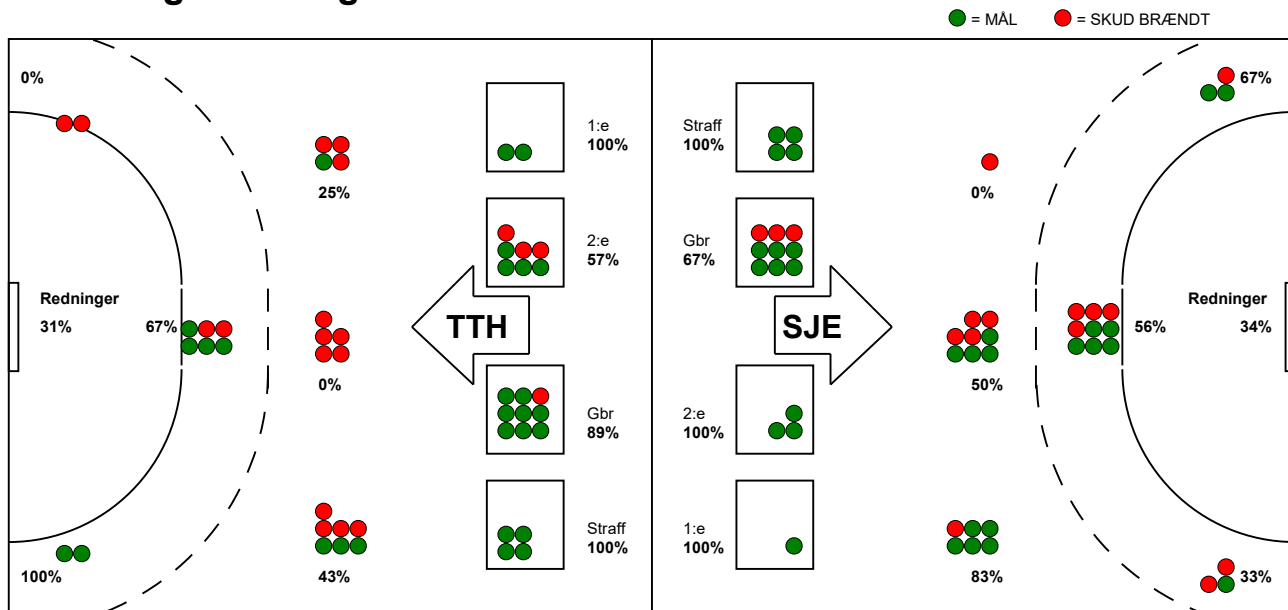 = MÅL = SKUD BRÆNDT
0%
25%
Redninger
31%
67%
0%
100%
43%
1:e
100%
2:e
57%
TTH
Gbr
89%
Straff
100%
Straff
100%
Gbr
67%
SJE
2:e
100%
1:e
100%
67%
0%
50%
56%
Redninger
34%
83%
33%